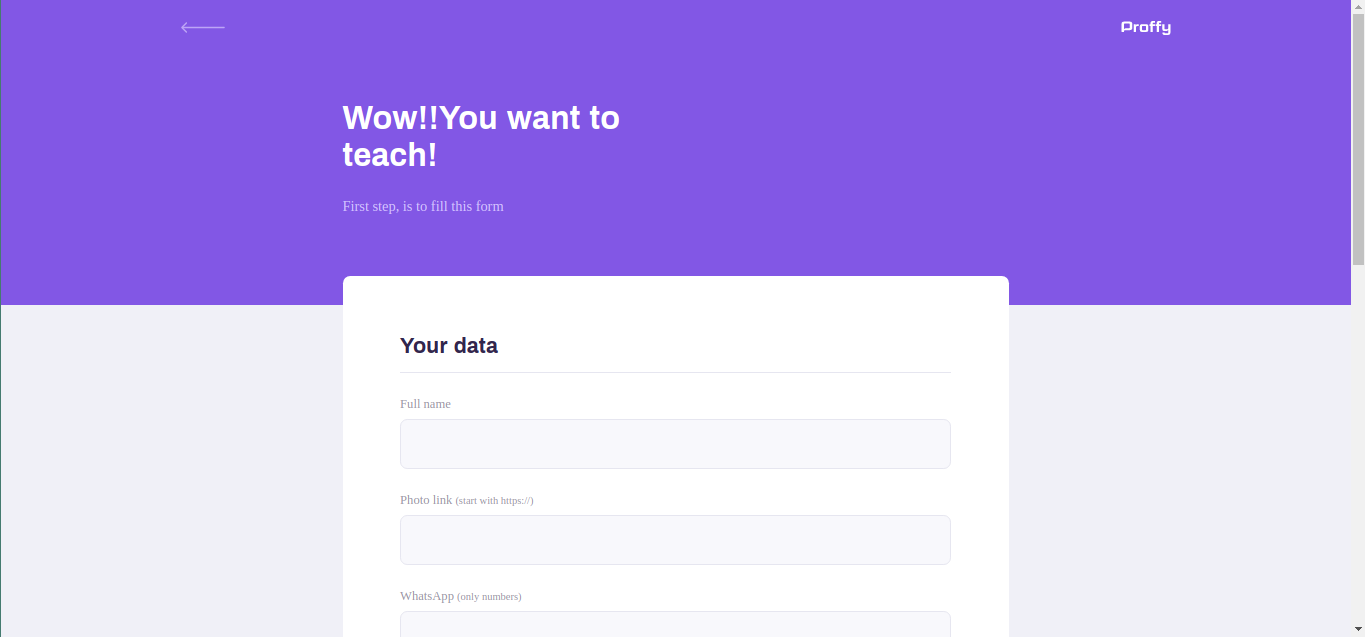 Proffy
Wow!!You want to
teach!
First step, is to fill this form
Your data
Full name
Photo link (start with https://)
WhatsApp (only numbers)